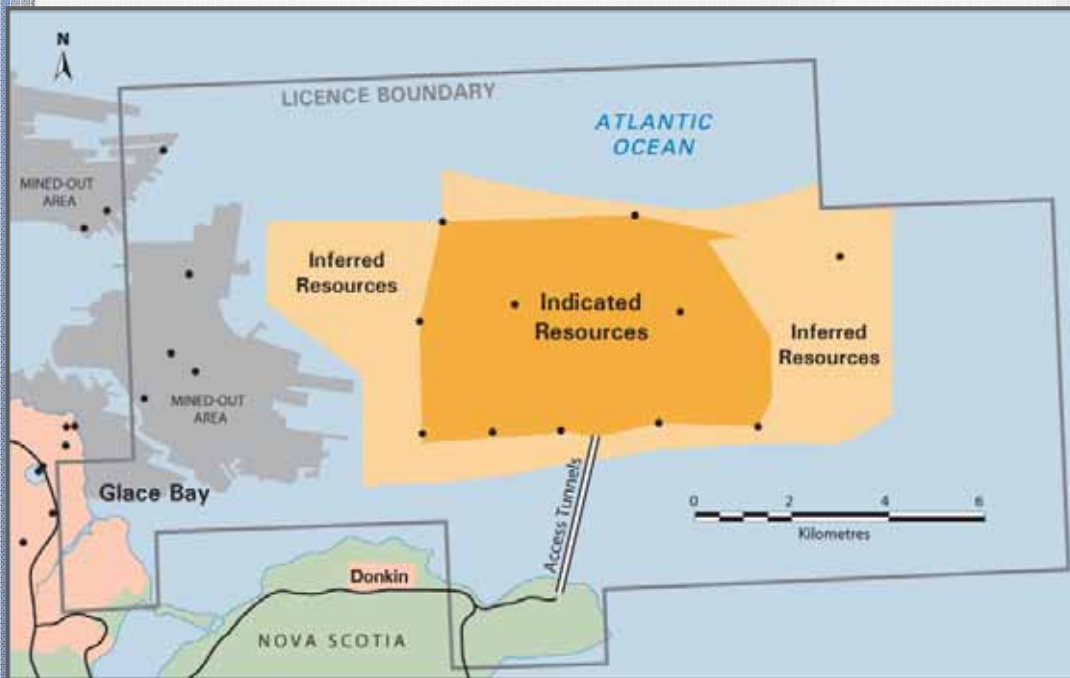 N
LICENCE BOUNDARY
ATLANTIC
OCEAN
MINED-OUT
AREA
Inferred
Resources
Indicated
Resources
Inferred
Resources
MINED-OUT
AREA
Glace Bay
Access Tunnels
0 2 4 6
Kilometres
Donkin
NOVA SCOTIA